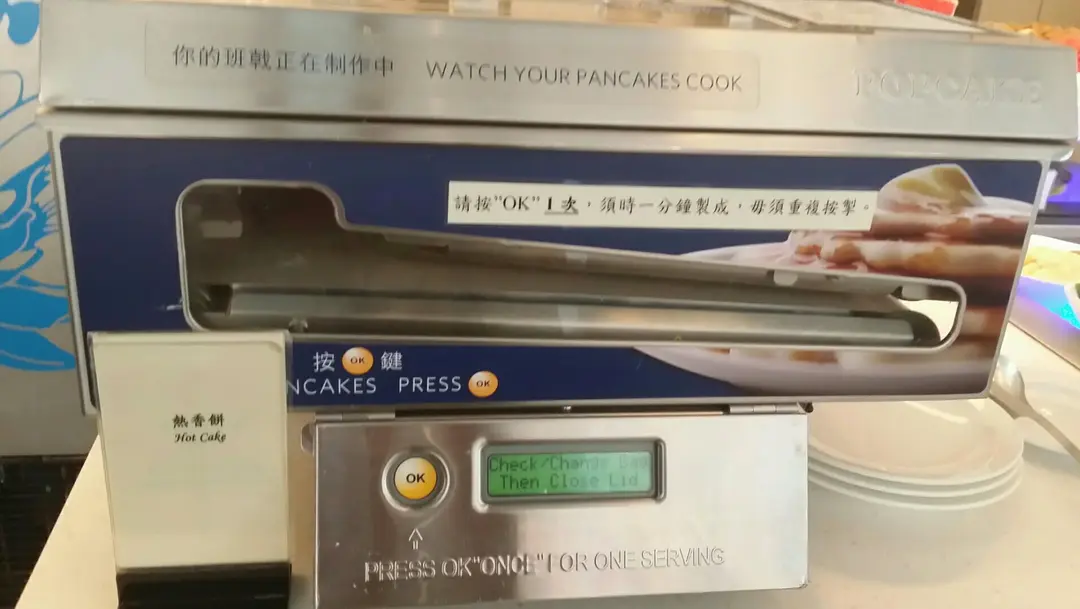 你的班戟正在制作中 WATCH YOUR PANCAKES COOK
POPCAKE
請按"OK" 1次，須時一分鐘製成，毋須重複按掣。
按 OK 鍵
NCAKES PRESS OK
熱香餅
Hot Cake
OK
Check/Change Bag
Then Close Lid
PRESS OK"ONCE"FOR ONE SERVING